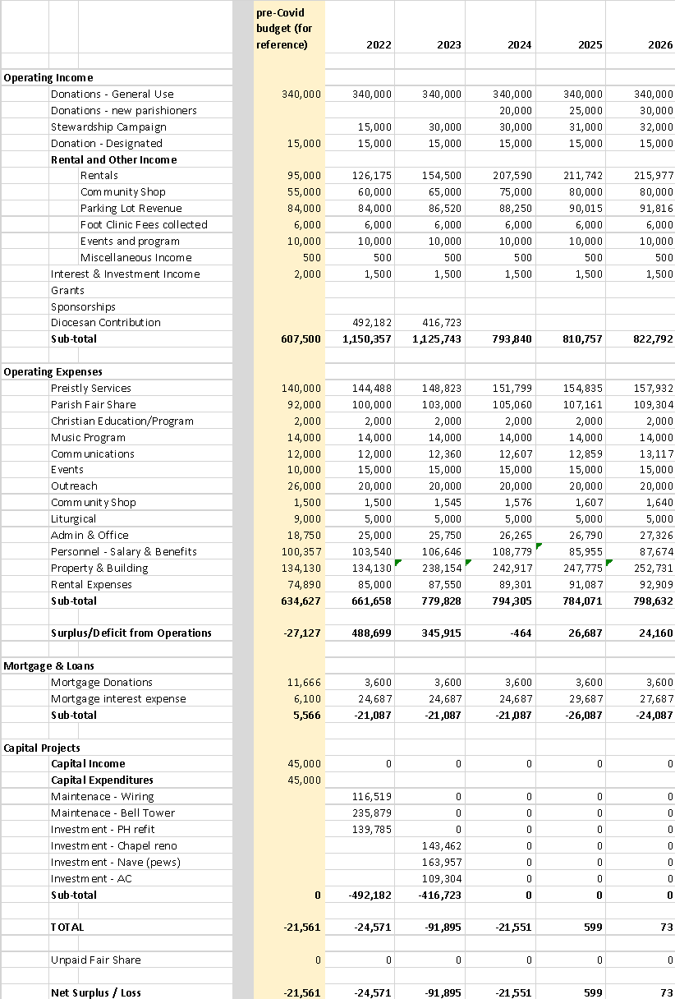 pre-Covid
budget (for
reference) 2022 2023 2024 2025 2026
Operating Income
Donations - General Use 340,000 340,000 340,000 340,000 340,000 340,000
Donations - new parishioners 20,000 25,000 30,000
Stewardship Campaign 15,000 30,000 30,000 31,000 32,000
Donation - Designated 15,000 15,000 15,000 15,000 15,000 15,000
Rental and Other Income
Rentals 95,000 126,175 154,500 207,590 211,742 215,977
Community Shop 55,000 60,000 65,000 75,000 80,000 80,000
Parking Lot Revenue 84,000 84,000 86,520 88,250 90,015 91,816
Foot Clinic Fees collected 6,000 6,000 6,000 6,000 6,000 6,000
Events and program 10,000 10,000 10,000 10,000 10,000 10,000
Miscellaneous Income 500 500 500 500 500 500
Interest & Investment Income 2,000 1,500 1,500 1,500 1,500 1,500
Grants
Sponsorships
Diocesan Contribution 492,182 416,723
Sub-total 607,500 1,150,357 1,125,743 793,840 810,757 822,792
Operating Expenses
Preistly Services 140,000 144,488 148,823 151,799 154,835 157,932
Parish Fair Share 92,000 100,000 103,000 105,060 107,161 109,304
Christian Education/Program 2,000 2,000 2,000 2,000 2,000 2,000
Music Program 14,000 14,000 14,000 14,000 14,000 14,000
Communications 12,000 12,000 12,360 12,607 12,859 13,117
Events 10,000 15,000 15,000 15,000 15,000 15,000
Outreach 26,000 20,000 20,000 20,000 20,000 20,000
Community Shop 1,500 1,500 1,545 1,576 1,607 1,640
Liturgical 9,000 5,000 5,000 5,000 5,000 5,000
Admin & Office 18,750 25,000 25,750 26,265 26,790 27,326
Personnel - Salary & Benefits 100,357 103,540 106,646 108,779 85,955 87,674
Property & Building 134,130 134,130 238,154 242,917 247,775 252,731
Rental Expenses 74,890 85,000 87,550 89,301 91,087 92,909
Sub-total 634,627 661,658 779,828 794,305 784,071 798,632
Surplus/Deficit from Operations -27,127 488,699 345,915 -464 26,687 24,160
Mortgage & Loans
Mortgage Donations 11,666 3,600 3,600 3,600 3,600 3,600
Mortgage interest expense 6,100 24,687 24,687 24,687 29,687 27,687
Sub-total 5,566 -21,087 -21,087 -21,087 -26,087 -24,087
Capital Projects
Capital Income 45,000 0 0 0 0 0
Capital Expenditures 45,000
Maintenace - Wiring 116,519 0 0 0 0
Maintenace - Bell Tower 235,879 0 0 0 0
Investment - PH refit 139,785 0 0 0 0
Investment - Chapel reno 143,462 0 0 0
Investment - Nave (pews) 163,957 0 0 0
Investment - AC 109,304 0 0 0
Sub-total 0 -492,182 -416,723 0 0 0
TOTAL -21,561 -24,571 -91,895 -21,551 599 73
Unpaid Fair Share 0 0 0 0 0 0
Net Surplus / Loss -21,561 -24,571 -91,895 -21,551 599 73